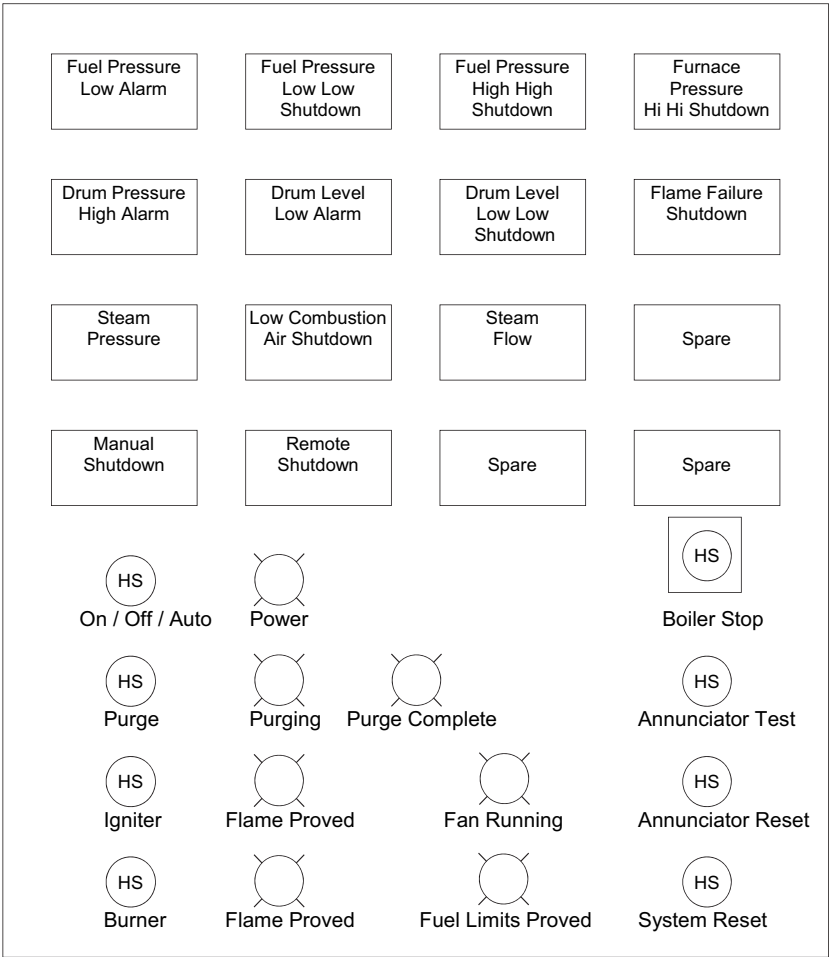 Fuel Pressure
Low Alarm
Fuel Pressure
Low Low
Shutdown
Fuel Pressure
High High
Shutdown
Furnace
Pressure
Hi Hi Shutdown
Drum Pressure
High Alarm
Drum Level
Low Alarm
Drum Level
Low Low
Shutdown
Flame Failure
Shutdown
Steam
Pressure
Low Combustion
Air Shutdown
Steam
Flow
Spare
Manual
Shutdown
Remote
Shutdown
Spare
Spare
HS
On / Off / Auto
Power
HS
Boiler Stop
HS
Purge
Purging
Purge Complete
HS
Annunciator Test
HS
Igniter
Flame Proved
Fan Running
HS
Annunciator Reset
HS
Burner
Flame Proved
Fuel Limits Proved
HS
System Reset